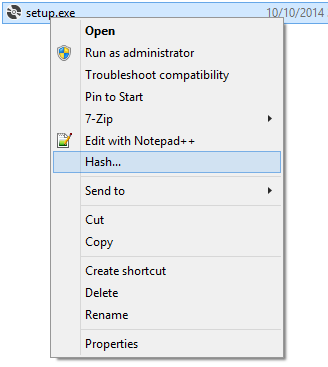 setup.exe 10/10/2014
Open
Run as administrator
Troubleshoot compatibility
Pin to Start
7-Zip
Edit with Notepad++
Hash...
Send to
Cut
Copy
Create shortcut
Delete
Rename
Properties